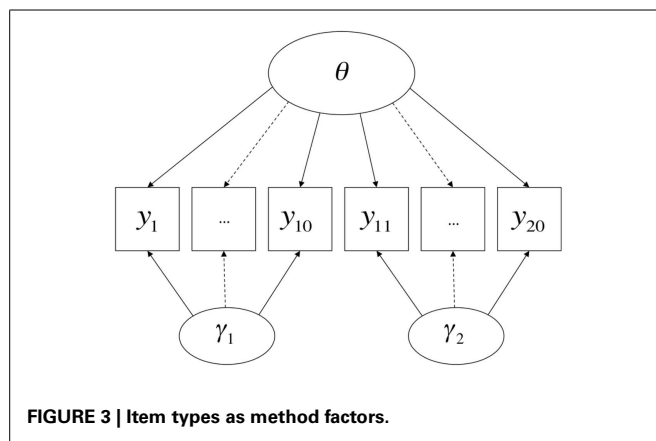 θ
y₁ ... y₁₀ y₁₁ ... y₂₀
γ₁ γ₂
FIGURE 3 | Item types as method factors.